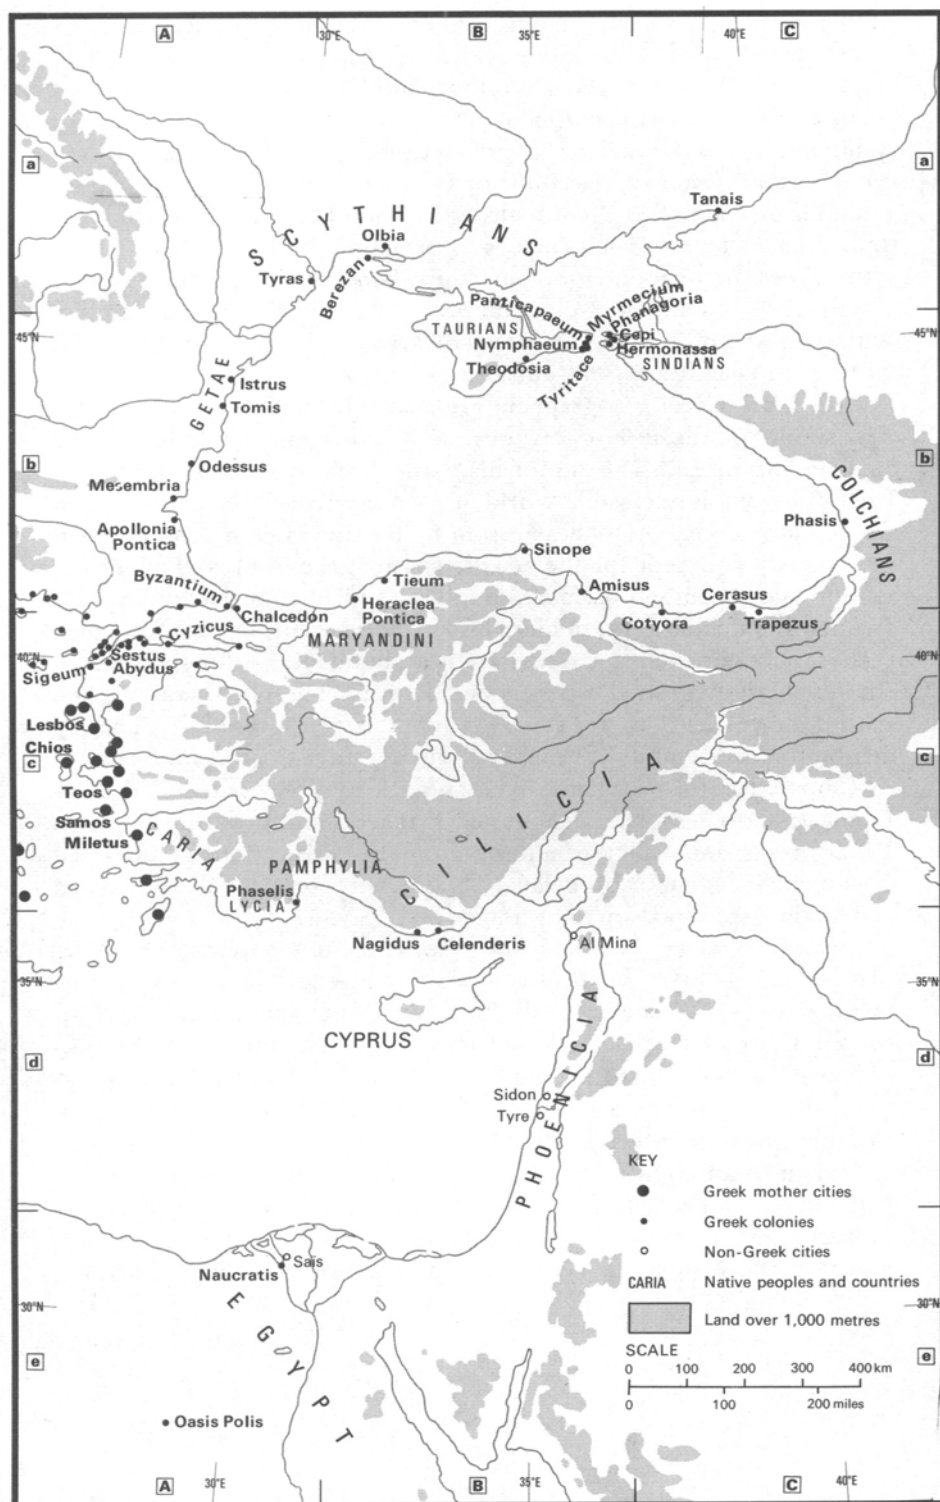 A
30°E
B
35°E
40°E
C
a
a
SCYTHIANS
Tanais
Olbia
Tyras
Berezan
Panticapaeum
Myrmecium
Phanagoria
45°N
TAURIANS
Cepi
45°N
Nymphaeum
Hermonassa
Theodosia
SINDIANS
Tyritace
GETAE
Istrus
Tomis
b
Odessus
b
COLCHIANS
Mesembria
Phasis
Apollonia
Pontica
Sinope
Byzantium
Tieum
Amisus
Cerasus
Chalcedon
Heraclea
Pontica
Cotyora
Trapezus
Cyzicus
MARYANDINI
40°N
Sestus
40°N
Sigeum
Abydus
Lesbos
Chios
c
c
Teos
CILICIA
Samos
Miletus
CARIA
PAMPHYLIA
Phaselis
LYCIA
Nagidus
Celenderis
Al Mina
35°N
35°N
CYPRUS
PHOENICIA
d
d
Sidon
Tyre
KEY
Greek mother cities
Greek colonies
Saïs
Non-Greek cities
Naucratis
CARIA Native peoples and countries
30°N
30°N
EGYPT
Land over 1,000 metres
SCALE
e
e
0 100 200 300 400 km
0 100 200 miles
Oasis Polis
A
30°E
B
35°E
C
40°E